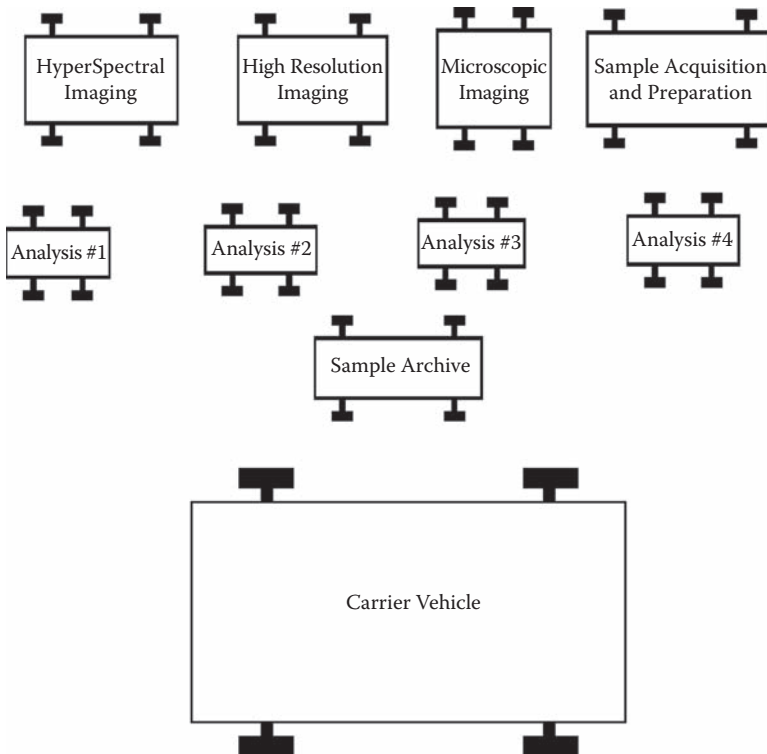 HyperSpectral
Imaging
High Resolution
Imaging
Microscopic
Imaging
Sample Acquisition
and Preparation
Analysis #1
Analysis #2
Analysis #3
Analysis #4
Sample Archive
Carrier Vehicle